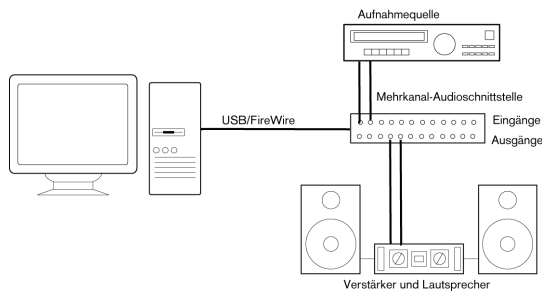 Aufnahmequelle
Mehrkanal-Audioschnittstelle
USB/FireWire
Eingänge
Ausgänge
Verstärker und Lautsprecher